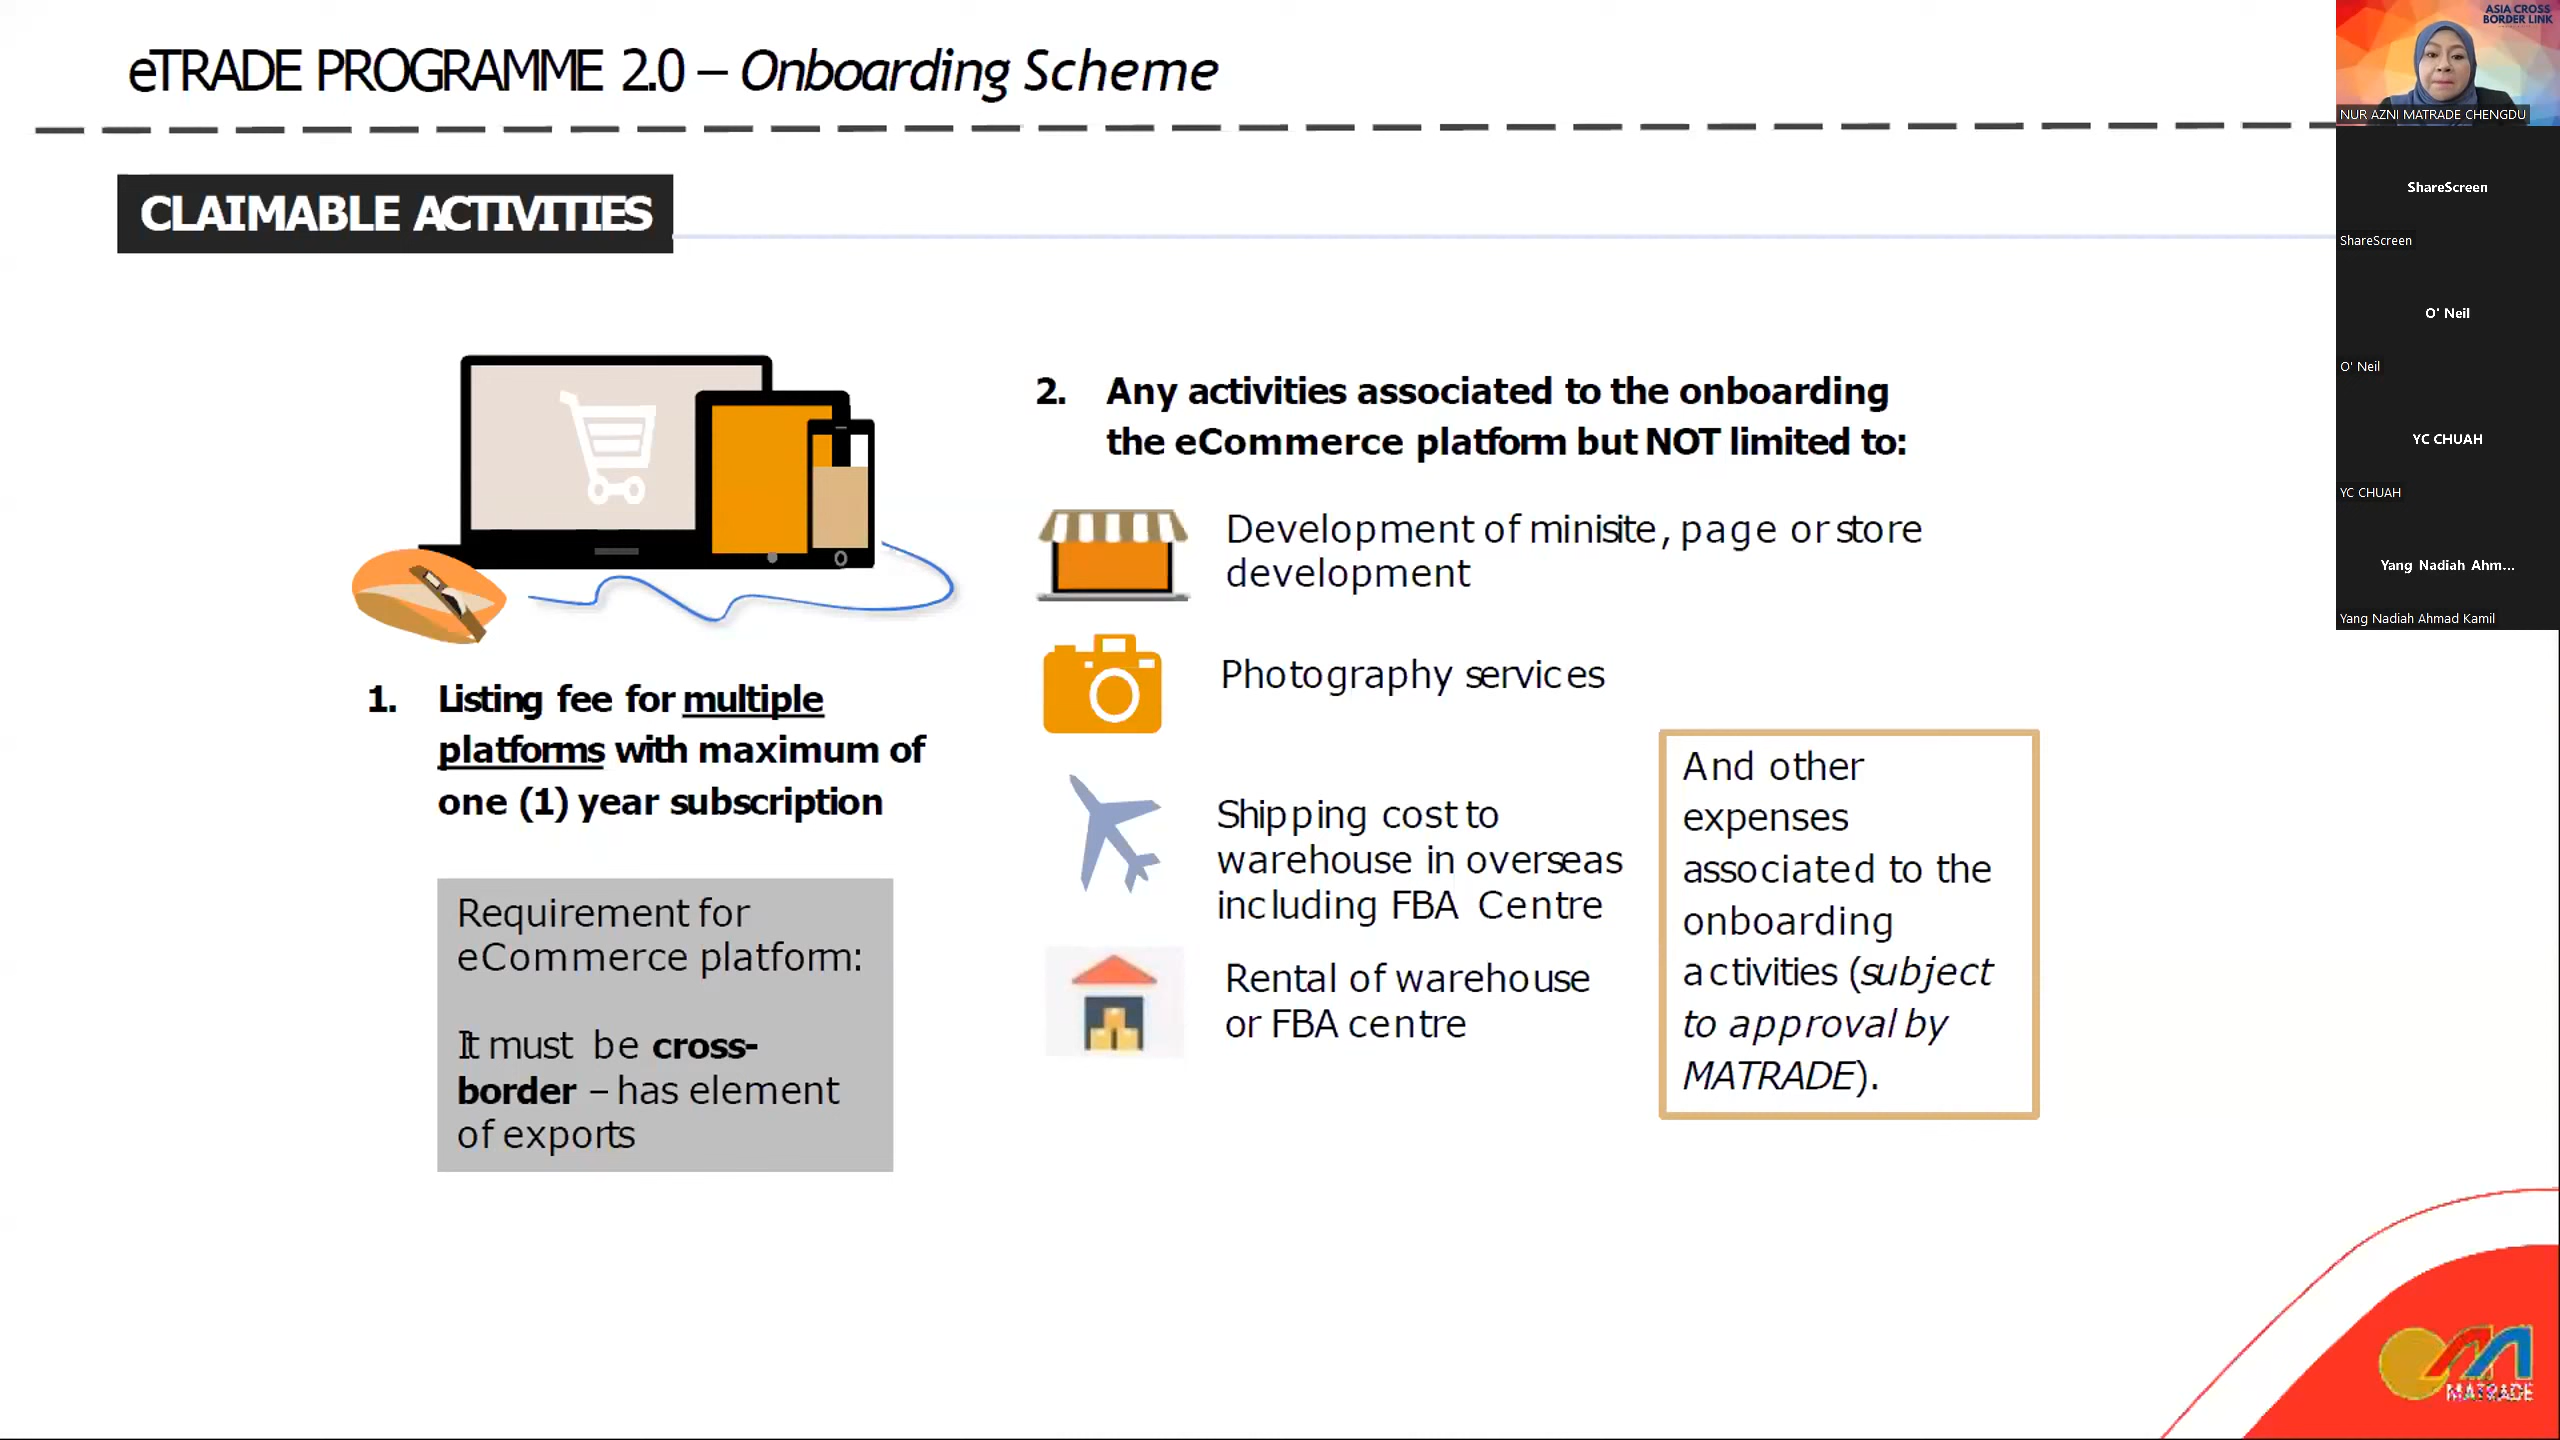 eTRADE PROGRAMME 2.0 – Onboarding Scheme
CLAIMABLE ACTIVITIES
1. Listing fee for multiple
platforms with maximum of
one (1) year subscription
Requirement for
eCommerce platform:
It must be cross-
border – has element
of exports
2. Any activities associated to the onboarding
the eCommerce platform but NOT limited to:
Development of minisite, page or store
development
Photography services
Shipping cost to
warehouse in overseas
including FBA Centre
Rental of warehouse
or FBA centre
And other
expenses
associated to the
onboarding
activities (subject
to approval by
MATRADE).
ASIA CROSS
BORDER LINK
NUR AZNI MATRADE CHENGDU
ShareScreen
ShareScreen
O' Neil
O' Neil
YC CHUAH
YC CHUAH
Yang Nadiah Ahm...
Yang Nadiah Ahmad Kamil
MATRADE